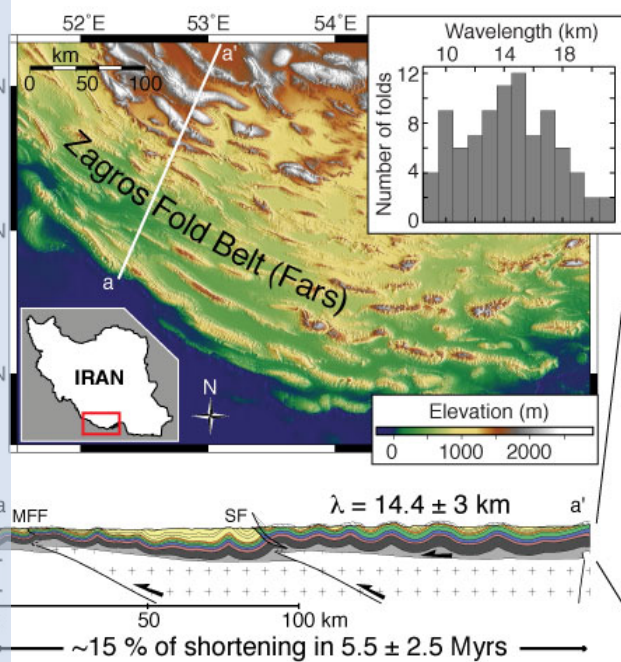 52°E 53°E 54°E
km
0 50 100
a'
Zagros Fold Belt (Fars)
a
IRAN
N
Wavelength (km)
10 14 18
Number of folds
12
8
4
0
Elevation (m)
0 1000 2000
N
N
N
a MFF SF λ = 14.4 ± 3 km a'
50 100 km
~15 % of shortening in 5.5 ± 2.5 Myrs